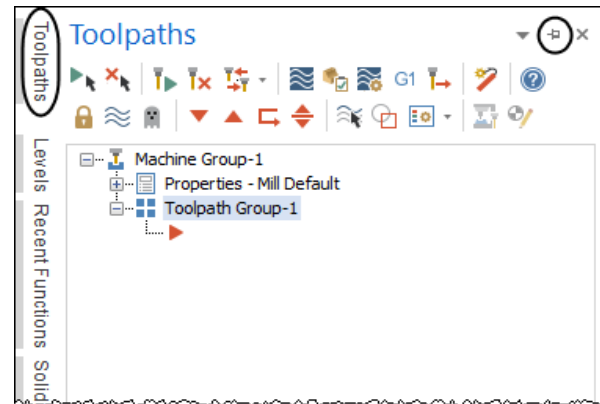 Toolpaths
Toolpaths
G1
Levels
Machine Group-1
Properties - Mill Default
Toolpath Group-1
Recent Functions
Solid